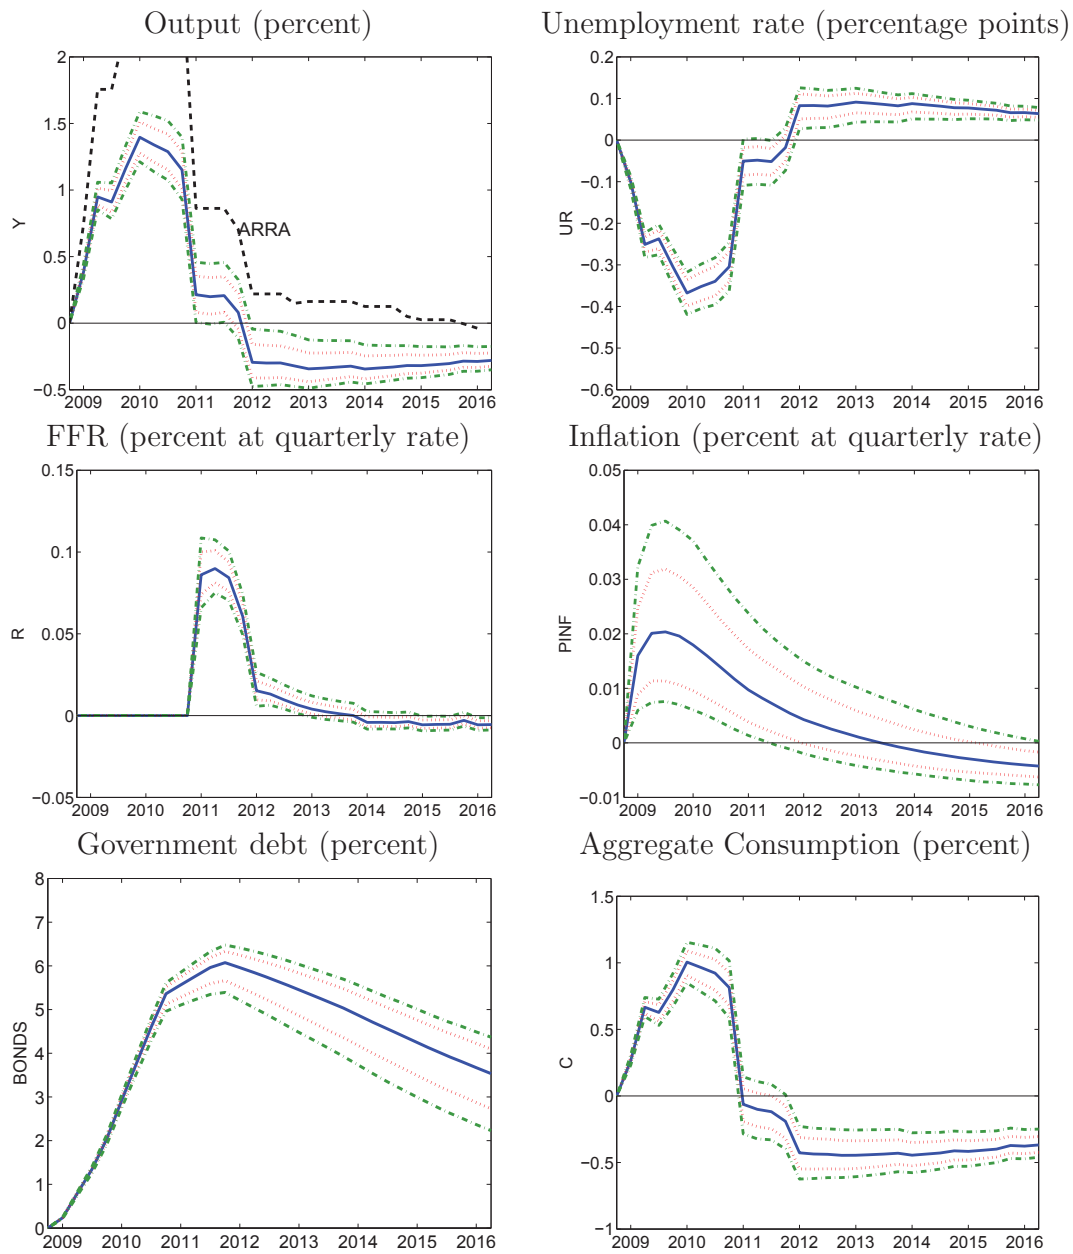 Output (percent)
Unemployment rate (percentage points)
2
1.5
1
0.5
0
−0.5
Y
ARRA
2009 2010 2011 2012 2013 2014 2015 2016
0.2
0.1
0
−0.1
−0.2
−0.3
−0.4
−0.5
−0.6
UR
2009 2010 2011 2012 2013 2014 2015 2016
FFR (percent at quarterly rate)
Inflation (percent at quarterly rate)
0.15
0.1
0.05
0
−0.05
R
2009 2010 2011 2012 2013 2014 2015 2016
0.05
0.04
0.03
0.02
0.01
0
−0.01
PINF
2009 2010 2011 2012 2013 2014 2015 2016
Government debt (percent)
Aggregate Consumption (percent)
8
7
6
5
4
3
2
1
0
BONDS
2009 2010 2011 2012 2013 2014 2015 2016
1.5
1
0.5
0
−0.5
−1
C
2009 2010 2011 2012 2013 2014 2015 2016